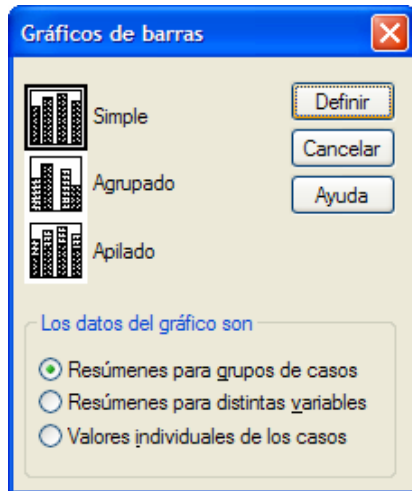 Gráficos de barras
Simple
Definir
Cancelar
Agrupado
Ayuda
Apilado
Los datos del gráfico son
Resúmenes para grupos de casos
Resúmenes para distintas variables
Valores individuales de los casos